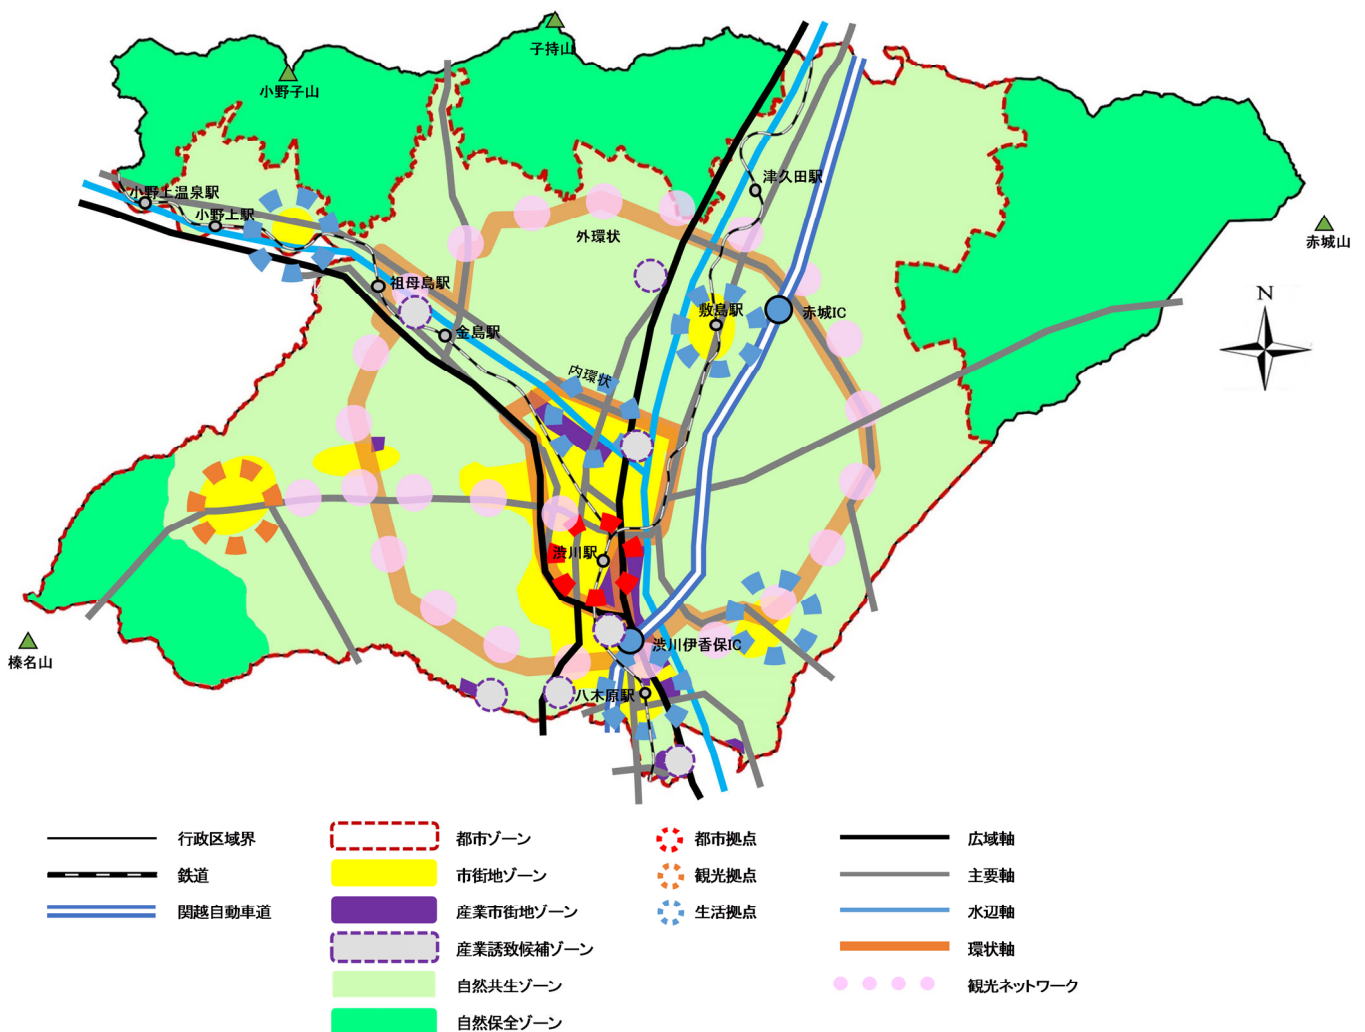 子持山
小野子山
津久田駅
小野上温泉駅
小野上駅
赤城山
外環状
祖母島駅
N
敷島駅
赤城IC
金島駅
内環状
渋川駅
榛名山
渋川伊香保IC
八木原駅
行政区域界
鉄道
関越自動車道
都市ゾーン
市街地ゾーン
産業市街地ゾーン
産業誘致候補ゾーン
自然共生ゾーン
自然保全ゾーン
都市拠点
観光拠点
生活拠点
広域軸
主要軸
水辺軸
環状軸
観光ネットワーク